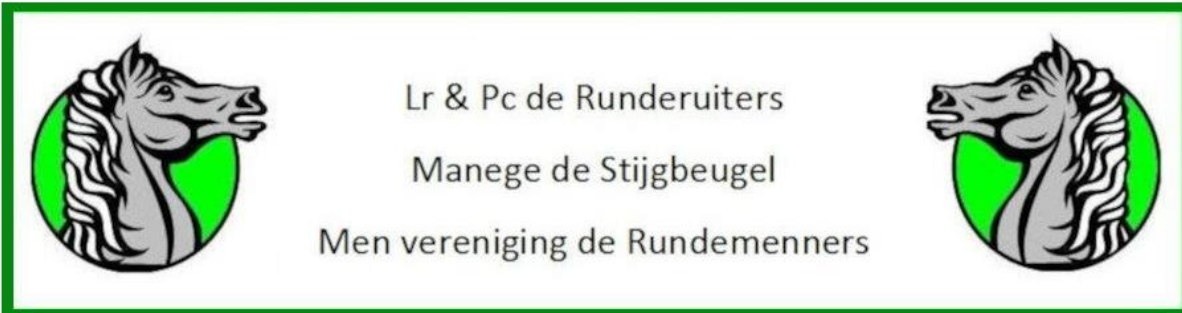 Lr & Pc de Runderuiters
Manege de Stijgbeugel
Men vereniging de Rundemenners